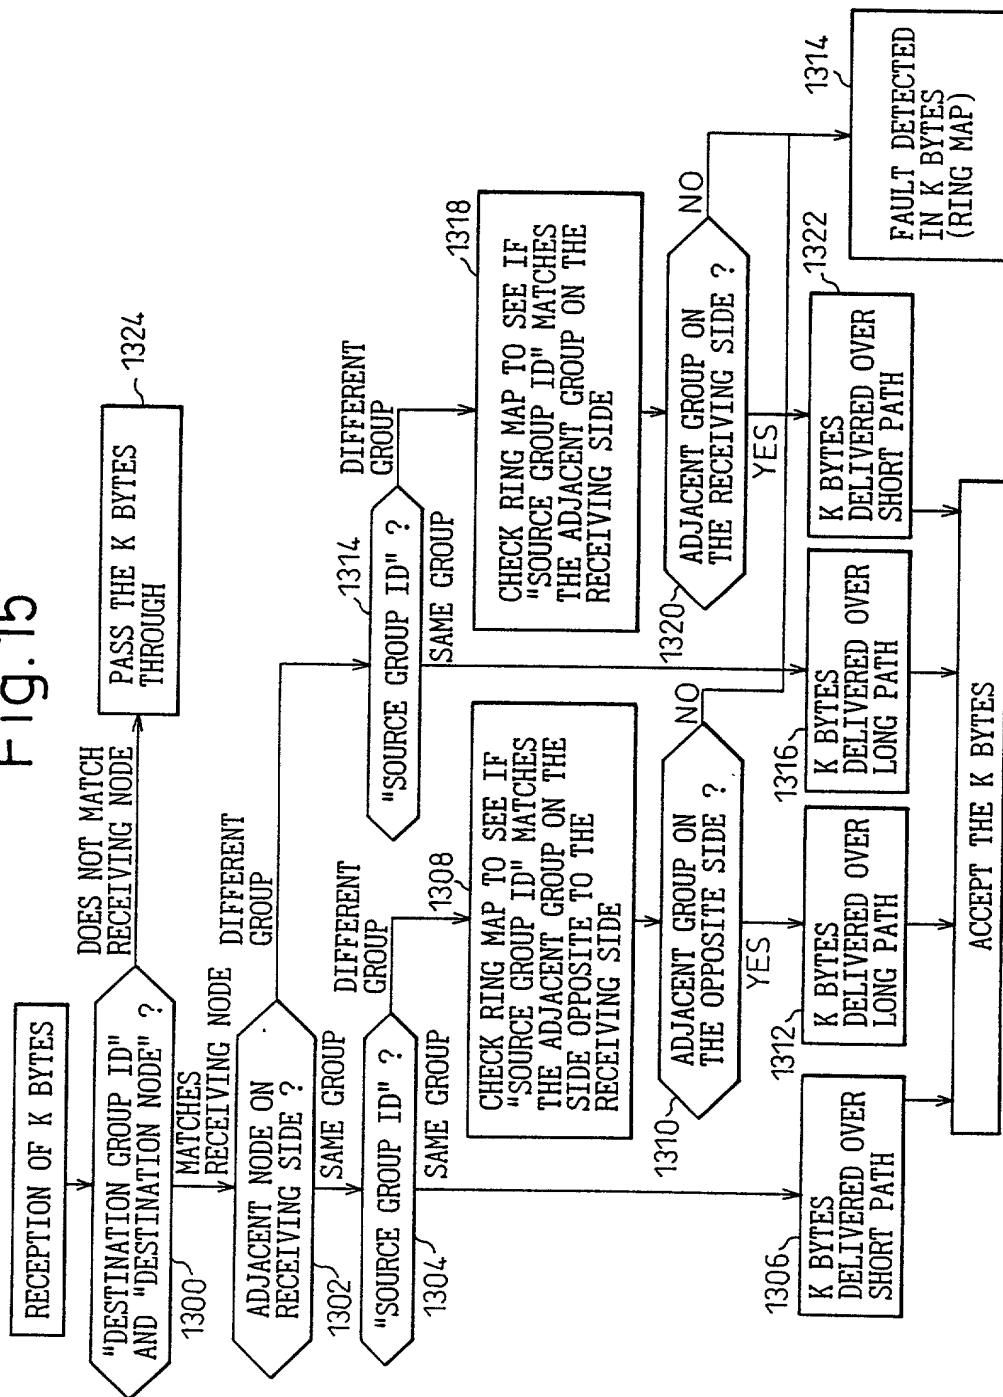 Fig.15
RECEPTION OF K BYTES
"DESTINATION GROUP ID"
AND "DESTINATION NODE" ?
1300
DOES NOT MATCH
RECEIVING NODE
PASS THE K BYTES
THROUGH
1324
MATCHES
RECEIVING NODE
ADJACENT NODE ON
RECEIVING SIDE ?
1302
DIFFERENT
GROUP
SAME GROUP
"SOURCE GROUP ID" ?
1304
DIFFERENT
GROUP
SAME GROUP
"SOURCE GROUP ID" ?
1314
DIFFERENT
GROUP
SAME GROUP
CHECK RING MAP TO SEE IF
"SOURCE GROUP ID" MATCHES
THE ADJACENT GROUP ON THE
SIDE OPPOSITE TO THE
RECEIVING SIDE
1308
CHECK RING MAP TO SEE IF
"SOURCE GROUP ID" MATCHES
THE ADJACENT GROUP ON THE
RECEIVING SIDE
1318
ADJACENT GROUP ON
THE OPPOSITE SIDE ?
1310
NO
YES
ADJACENT GROUP ON
THE RECEIVING SIDE ?
1320
NO
YES
K BYTES
DELIVERED OVER
SHORT PATH
1306
K BYTES
DELIVERED OVER
LONG PATH
1312
K BYTES
DELIVERED OVER
LONG PATH
1316
K BYTES
DELIVERED OVER
SHORT PATH
1322
FAULT DETECTED
IN K BYTES
(RING MAP)
1314
ACCEPT THE K BYTES